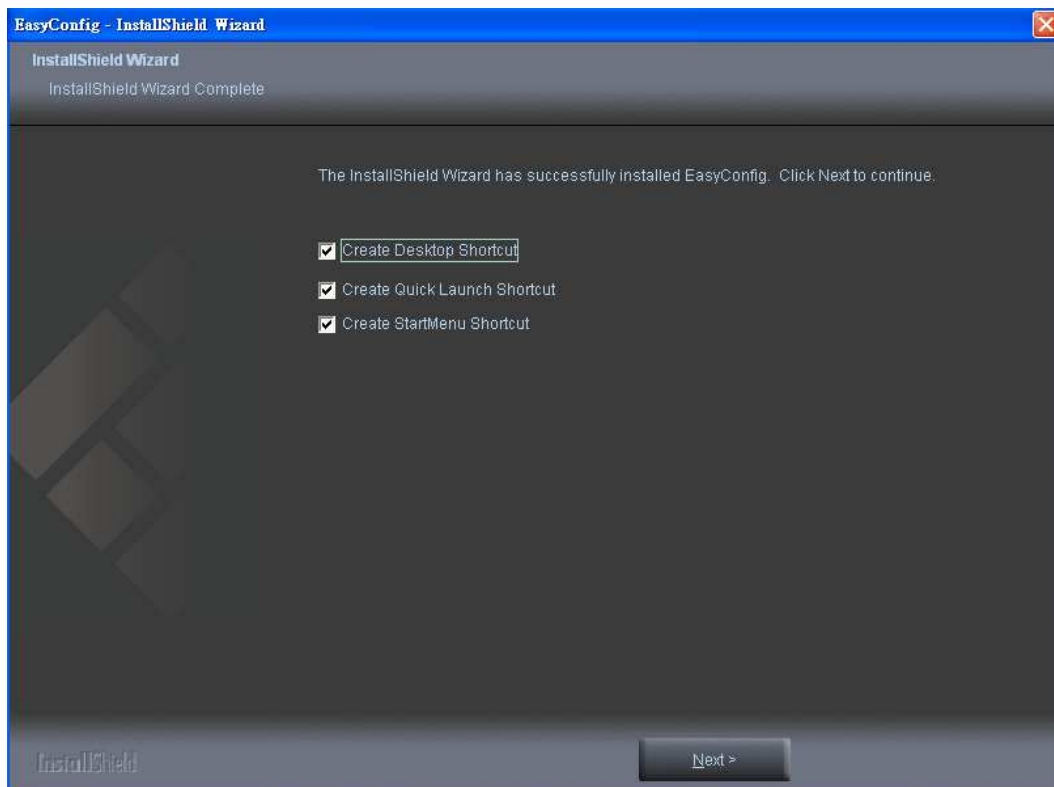 EasyConfig - InstallShield Wizard
InstallShield Wizard
InstallShield Wizard Complete
The InstallShield Wizard has successfully installed EasyConfig. Click Next to continue.
Create Desktop Shortcut
Create Quick Launch Shortcut
Create StartMenu Shortcut
InstallShield
Next >